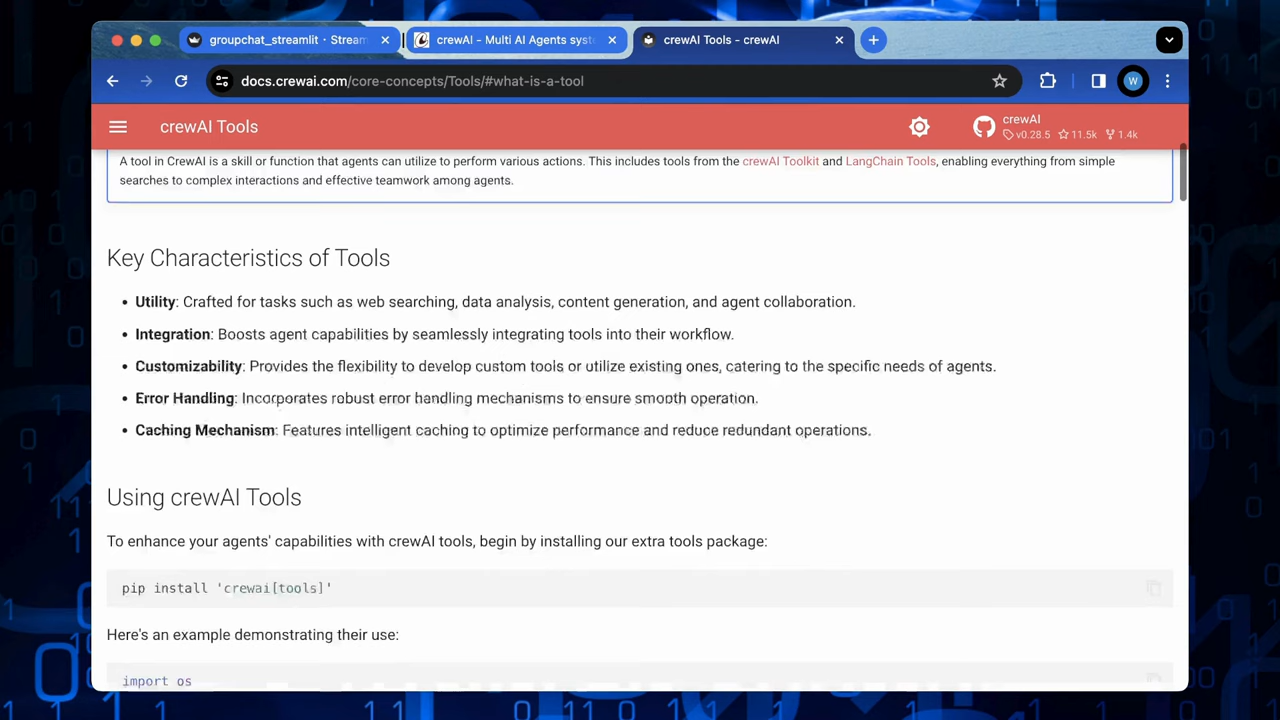 groupchat_streamlit · Stream
crewAI - Multi AI Agents syste
crewAI Tools - crewAI
docs.crewai.com/core-concepts/Tools/#what-is-a-tool
W
crewAI Tools
crewAI
v0.28.5 11.5k 1.4k
A tool in CrewAI is a skill or function that agents can utilize to perform various actions. This includes tools from the crewAI Toolkit and LangChain Tools, enabling everything from simple
searches to complex interactions and effective teamwork among agents.
Key Characteristics of Tools
• Utility: Crafted for tasks such as web searching, data analysis, content generation, and agent collaboration.
• Integration: Boosts agent capabilities by seamlessly integrating tools into their workflow.
• Customizability: Provides the flexibility to develop custom tools or utilize existing ones, catering to the specific needs of agents.
• Error Handling: Incorporates robust error handling mechanisms to ensure smooth operation.
• Caching Mechanism: Features intelligent caching to optimize performance and reduce redundant operations.
Using crewAI Tools
To enhance your agents' capabilities with crewAI tools, begin by installing our extra tools package:
pip install 'crewai[tools]'
Here's an example demonstrating their use:
import os